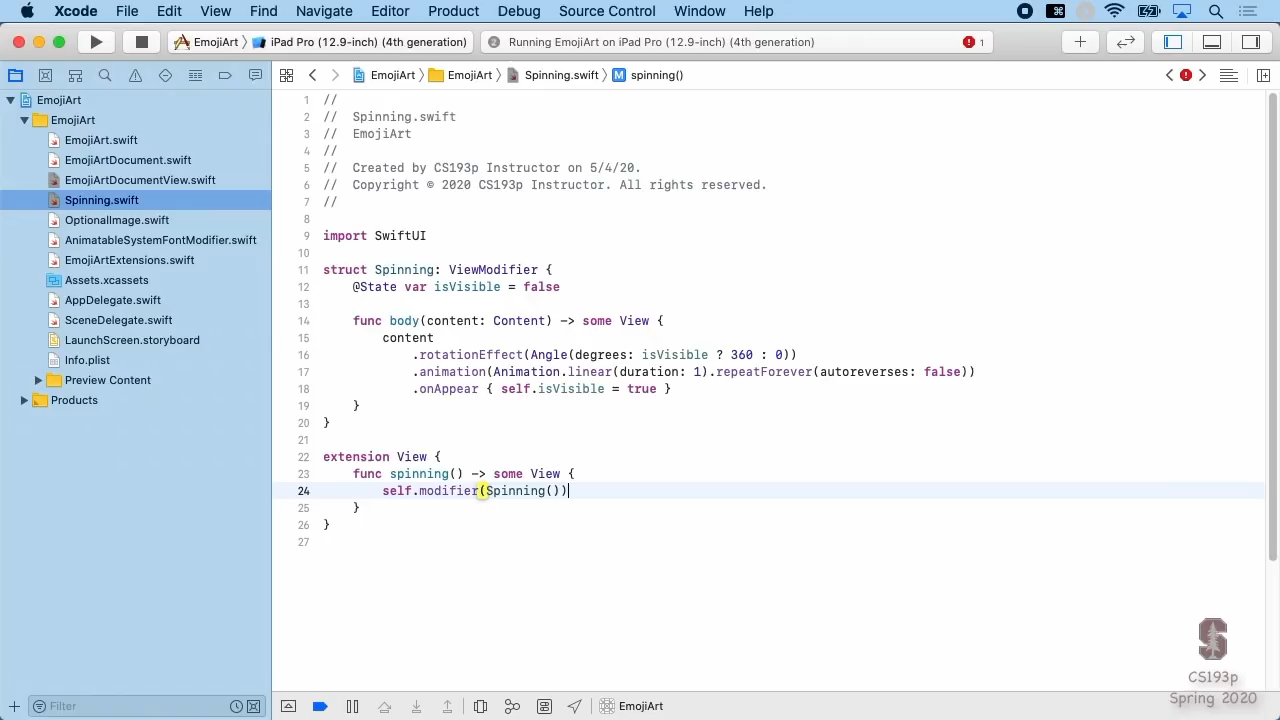 Xcode File Edit View Find Navigate Editor Product Debug Source Control Window Help
EmojiArt iPad Pro (12.9-inch) (4th generation) 2 Running EmojiArt on iPad Pro (12.9-inch) (4th generation) 1
EmojiArt EmojiArt Spinning.swift M spinning()
EmojiArt
EmojiArt
EmojiArt.swift
EmojiArtDocument.swift
EmojiArtDocumentView.swift
Spinning.swift
OptionalImage.swift
AnimatableSystemFontModifier.swift
EmojiArtExtensions.swift
Assets.xcassets
AppDelegate.swift
SceneDelegate.swift
LaunchScreen.storyboard
Info.plist
Preview Content
Products
Filter
1 //
2 //  Spinning.swift
3 //  EmojiArt
4 //
5 //  Created by CS193p Instructor on 5/4/20.
6 //  Copyright © 2020 CS193p Instructor. All rights reserved.
7 //
8
9 import SwiftUI
10
11 struct Spinning: ViewModifier {
12     @State var isVisible = false
13
14     func body(content: Content) -> some View {
15         content
16             .rotationEffect(Angle(degrees: isVisible ? 360 : 0))
17             .animation(Animation.linear(duration: 1).repeatForever(autoreverses: false))
18             .onAppear { self.isVisible = true }
19     }
20 }
21
22 extension View {
23     func spinning() -> some View {
24         self.modifier(Spinning())
25     }
26 }
27
EmojiArt
CS193p
Spring 2020